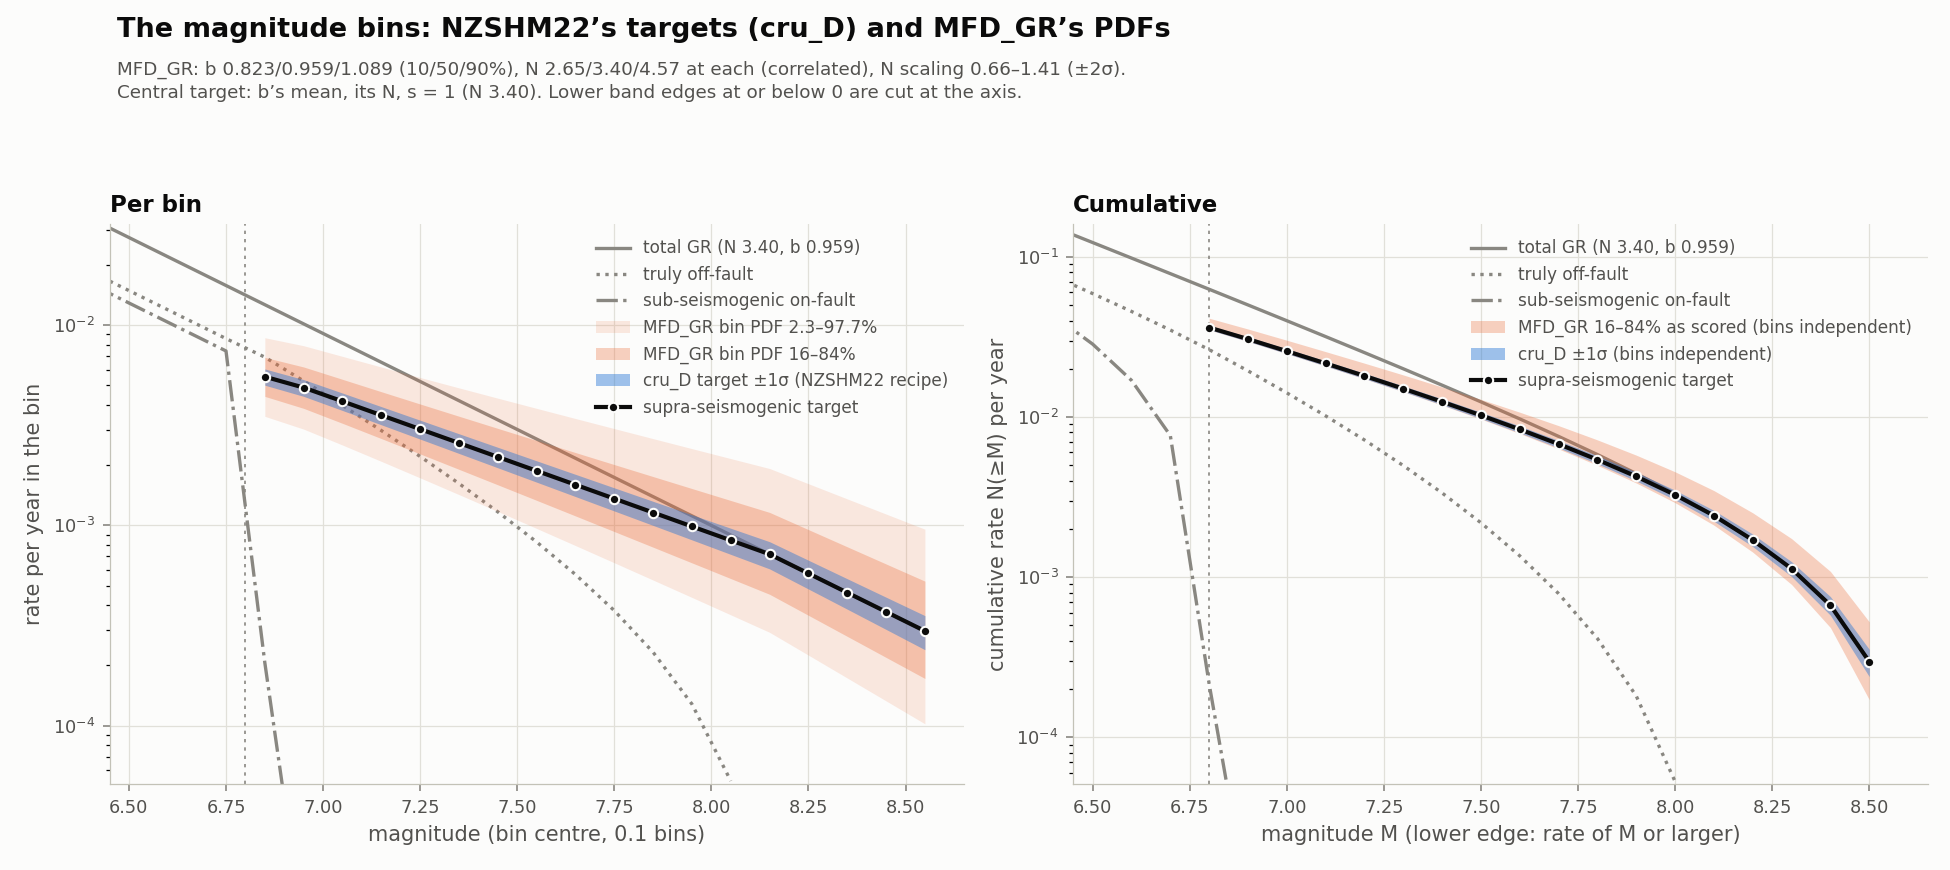 The magnitude bins: NZSHM22’s targets (cru_D) and MFD_GR’s PDFs
MFD_GR: b 0.823/0.959/1.089 (10/50/90%), N 2.65/3.40/4.57 at each (correlated), N scaling 0.66–1.41 (±2σ).
Central target: b’s mean, its N, s = 1 (N 3.40). Lower band edges at or below 0 are cut at the axis.
Per bin
total GR (N 3.40, b 0.959)
truly off-fault
sub-seismogenic on-fault
MFD_GR bin PDF 2.3–97.7%
MFD_GR bin PDF 16–84%
cru_D target ±1σ (NZSHM22 recipe)
supra-seismogenic target
rate per year in the bin
10⁻²
10⁻³
10⁻⁴
6.50 6.75 7.00 7.25 7.50 7.75 8.00 8.25 8.50
magnitude (bin centre, 0.1 bins)
Cumulative
total GR (N 3.40, b 0.959)
truly off-fault
sub-seismogenic on-fault
MFD_GR 16–84% as scored (bins independent)
cru_D ±1σ (bins independent)
supra-seismogenic target
cumulative rate N(≥M) per year
10⁻¹
10⁻²
10⁻³
10⁻⁴
6.50 6.75 7.00 7.25 7.50 7.75 8.00 8.25 8.50
magnitude M (lower edge: rate of M or larger)